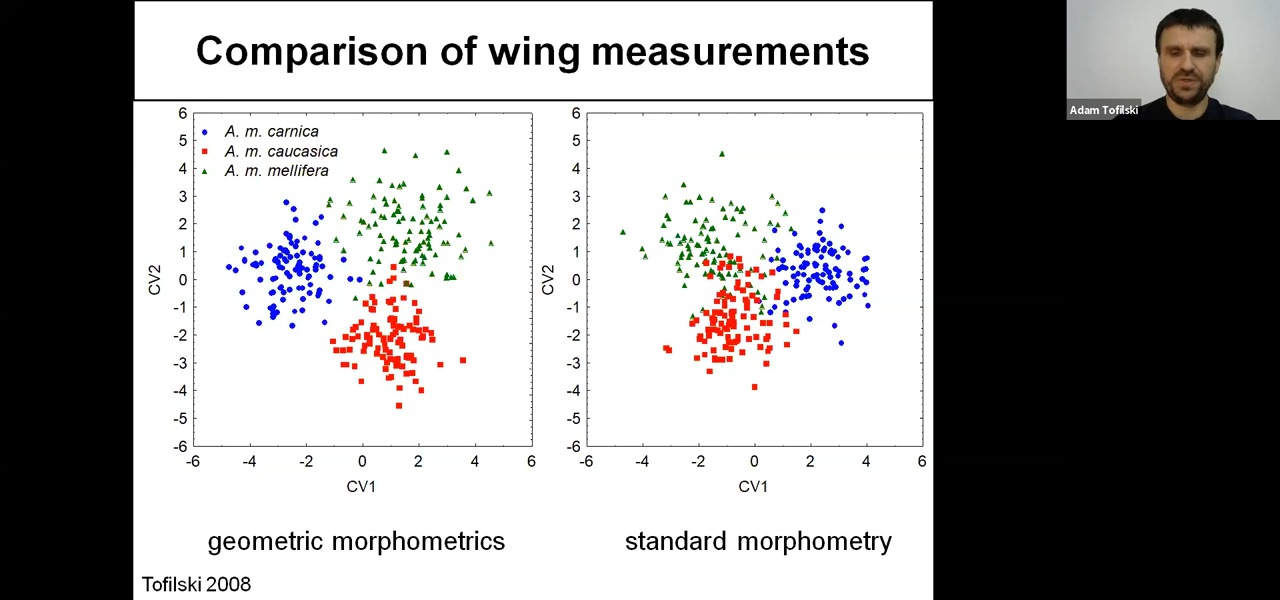 Comparison of wing measurements
Adam Tofilski
A. m. carnica
A. m. caucasica
A. m. mellifera
6
5
4
3
2
1
0
-1
-2
-3
-4
-5
-6
CV2
-6 -4 -2 0 2 4 6
CV1
geometric morphometrics
6
5
4
3
2
1
0
-1
-2
-3
-4
-5
-6
CV2
-6 -4 -2 0 2 4 6
CV1
standard morphometry
Tofilski 2008